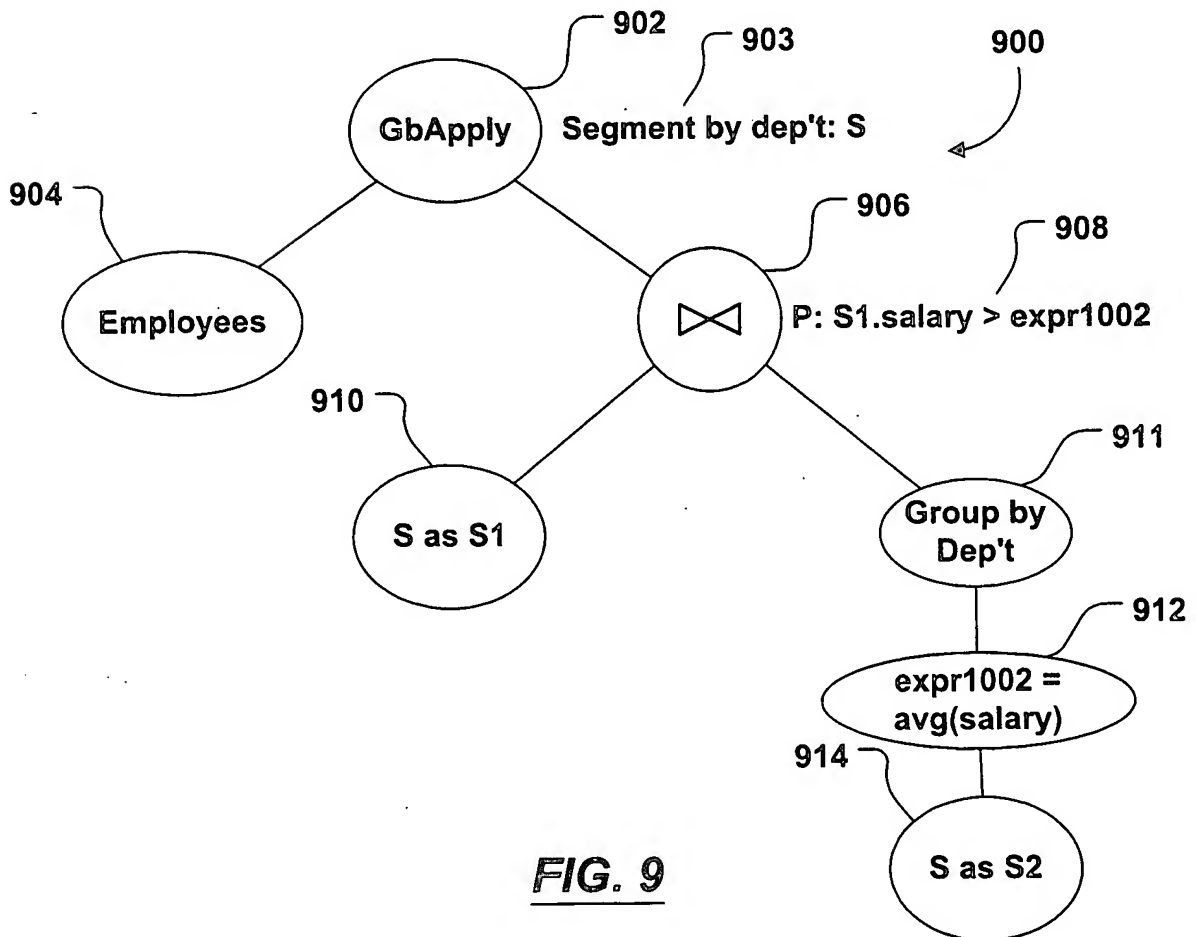 902
903
900
GbApply
Segment by dep't: S
904
906
908
Employees
P: S1.salary > expr1002
910
911
S as S1
Group by
Dep't
912
expr1002 =
avg(salary)
914
S as S2
FIG. 9